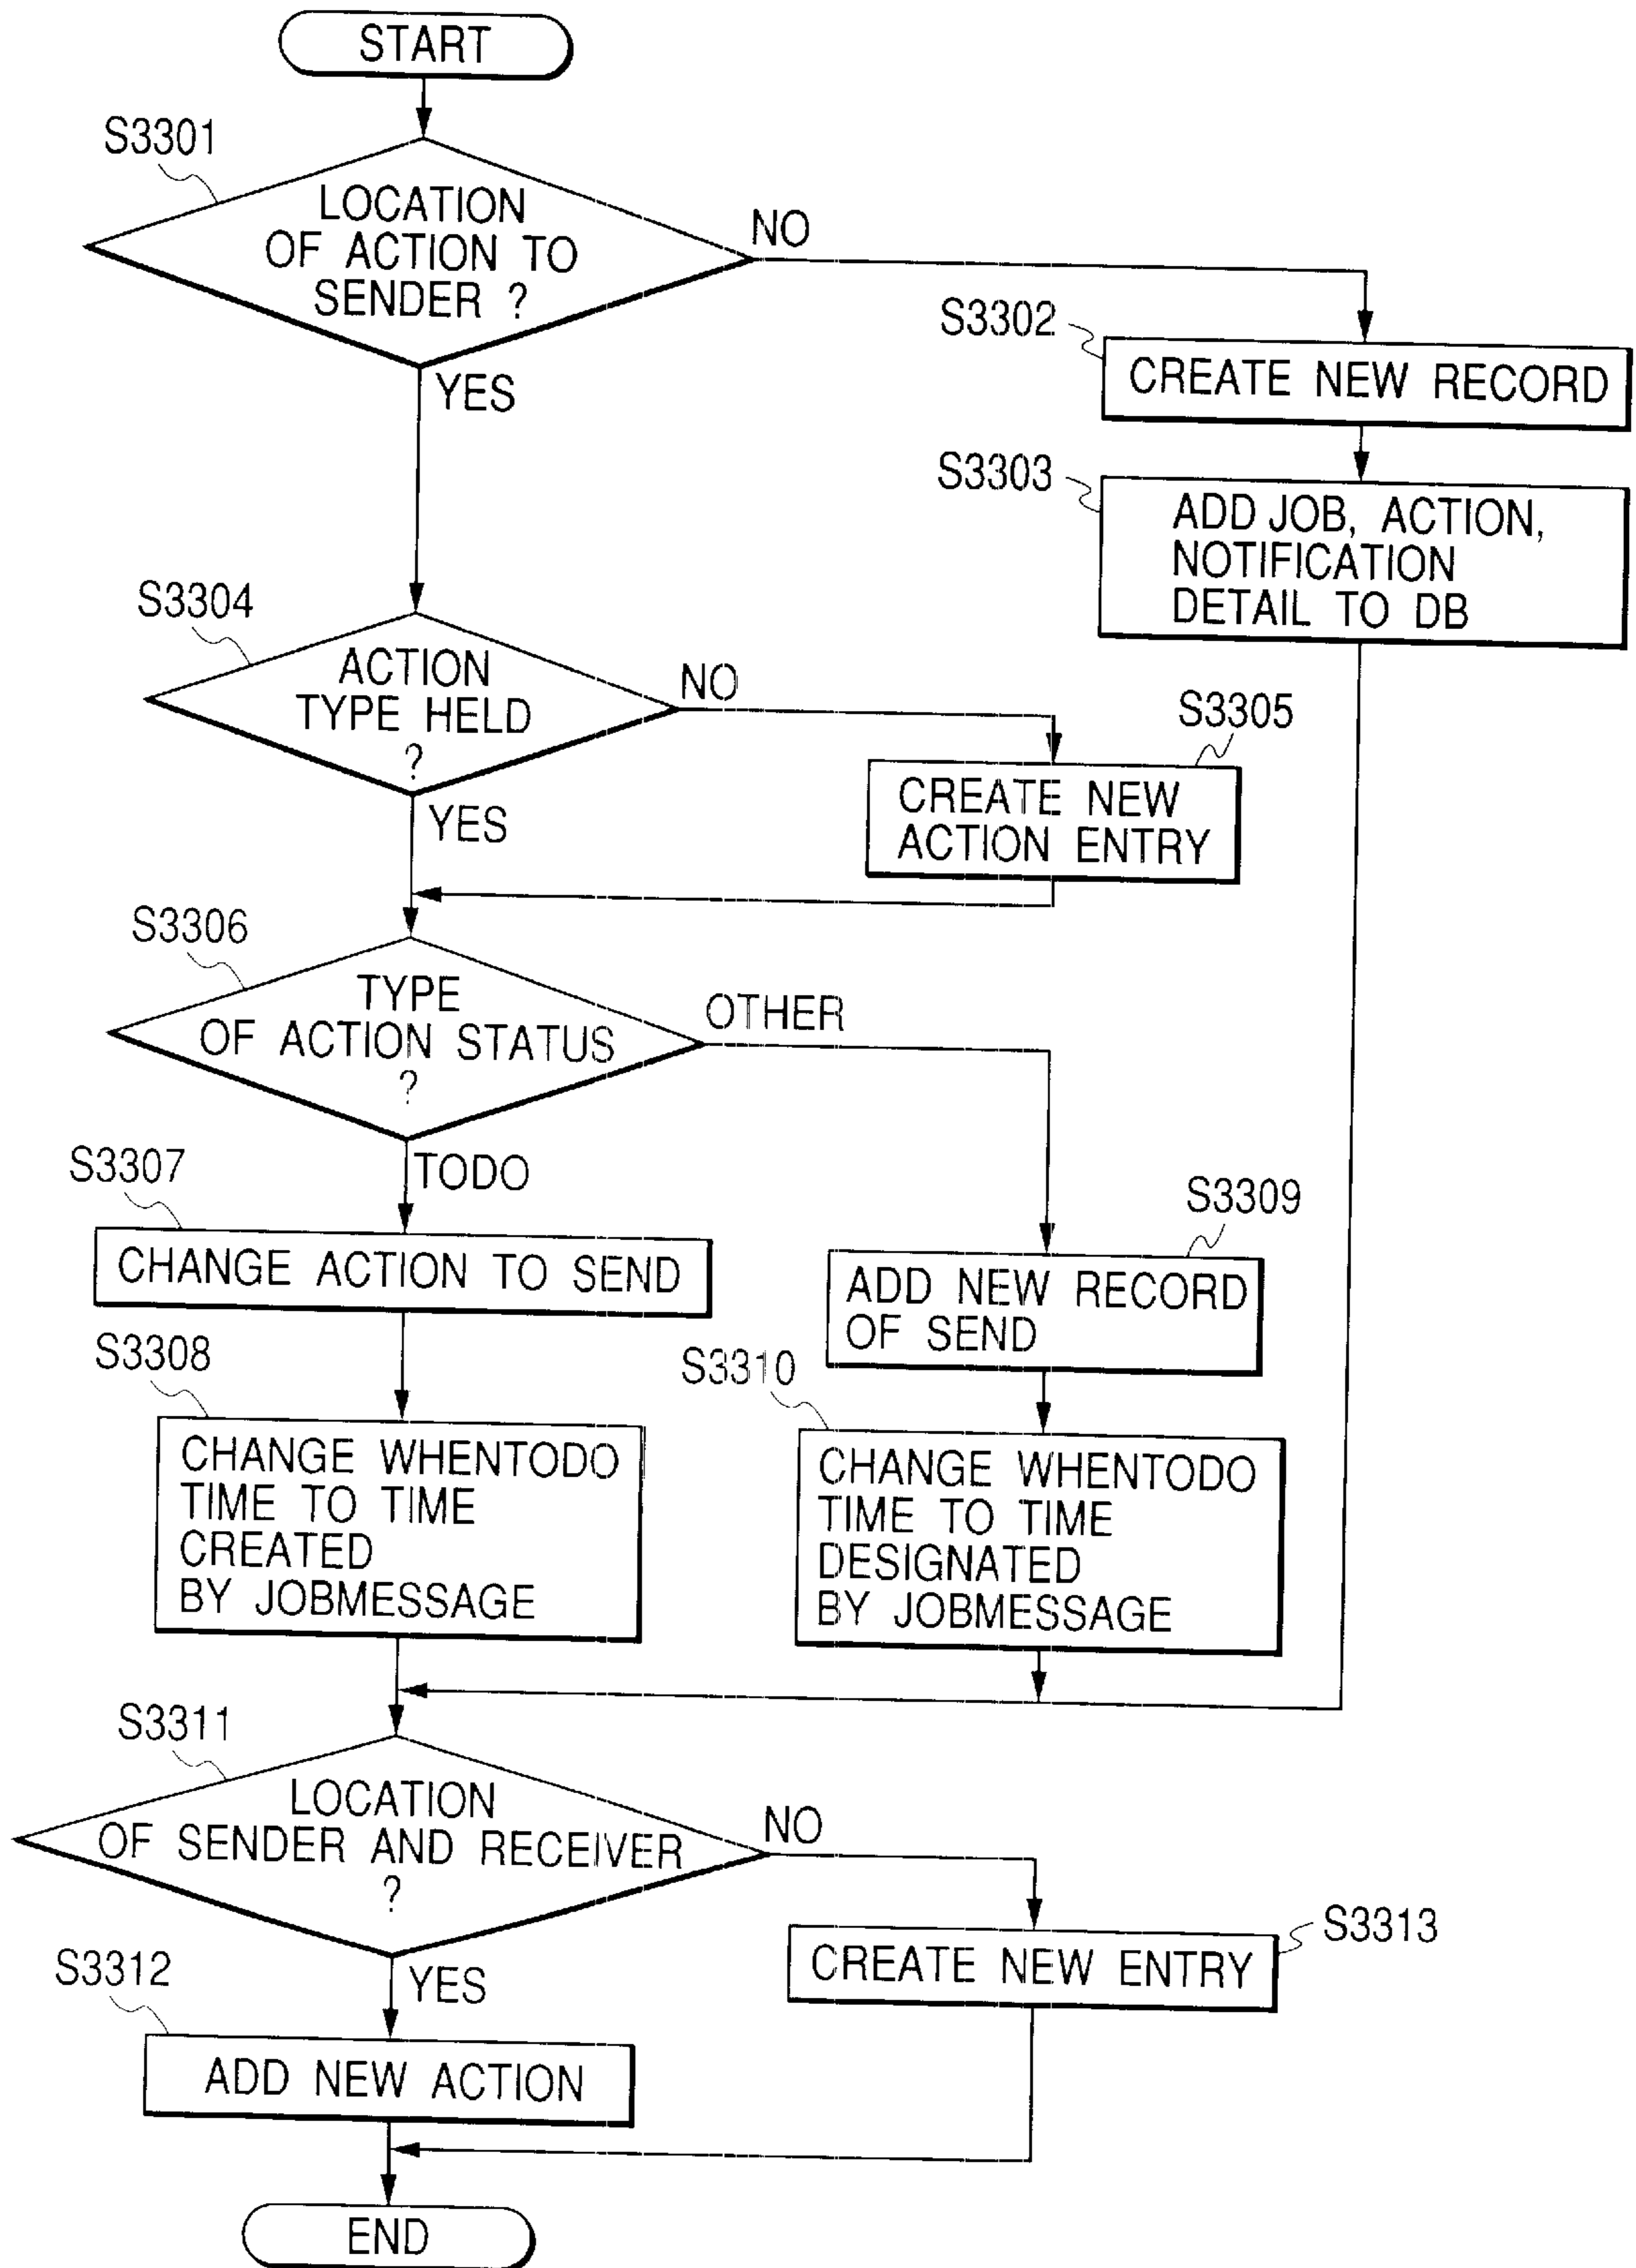 START
S3301
LOCATION
OF ACTION TO
SENDER ?
NO
YES
S3302
CREATE NEW RECORD
S3303
ADD JOB, ACTION,
NOTIFICATION
DETAIL TO DB
S3304
ACTION
TYPE HELD
?
NO
YES
S3305
CREATE NEW
ACTION ENTRY
S3306
TYPE
OF ACTION STATUS
?
OTHER
TODO
S3307
CHANGE ACTION TO SEND
S3308
CHANGE WHENTODO
TIME TO TIME
CREATED
BY JOBMESSAGE
S3309
ADD NEW RECORD
OF SEND
S3310
CHANGE WHENTODO
TIME TO TIME
DESIGNATED
BY JOBMESSAGE
S3311
LOCATION
OF SENDER AND RECEIVER
?
NO
YES
S3312
ADD NEW ACTION
S3313
CREATE NEW ENTRY
END